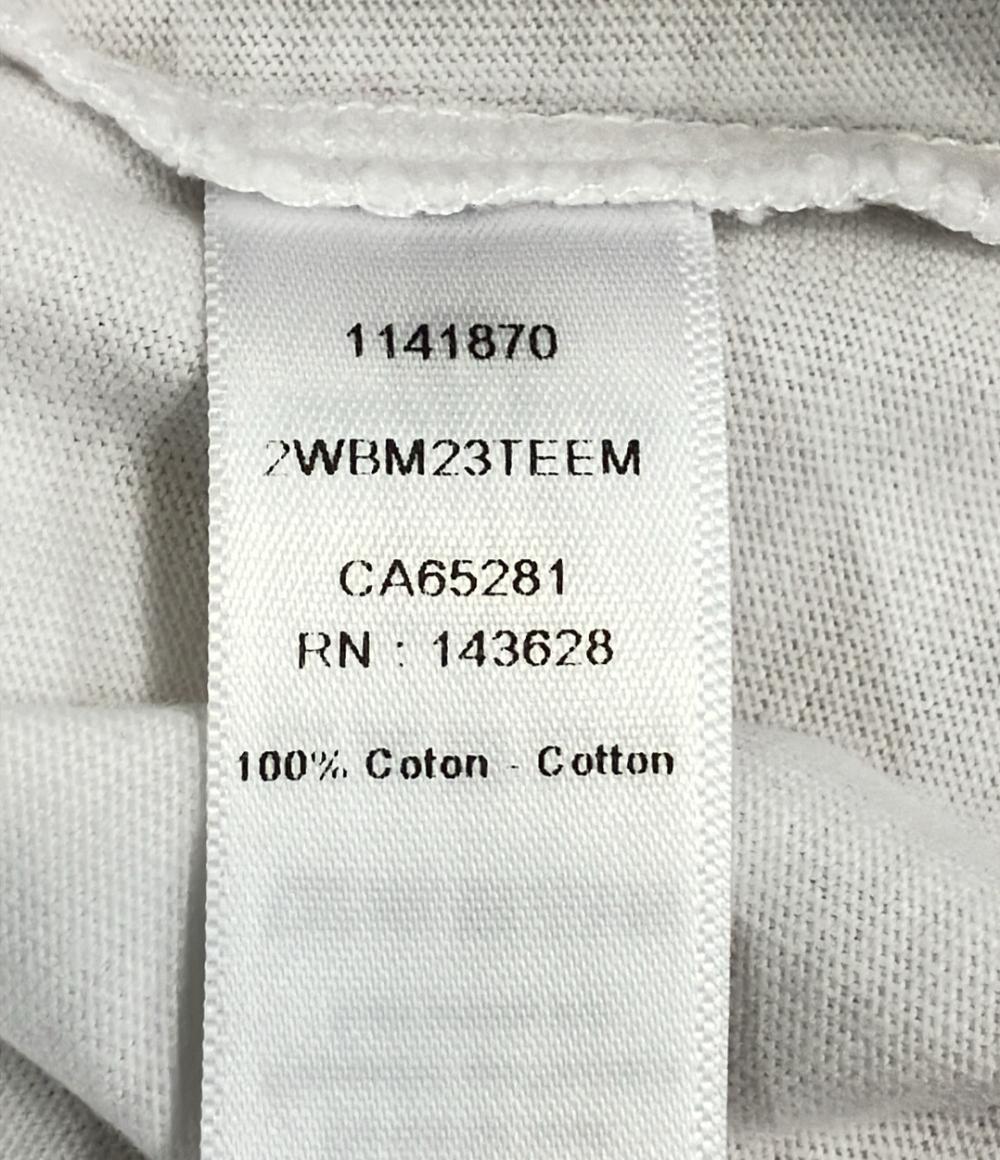 1141870
2WBM23TEEM
CA65281
RN : 143628
100% Coton - Cotton